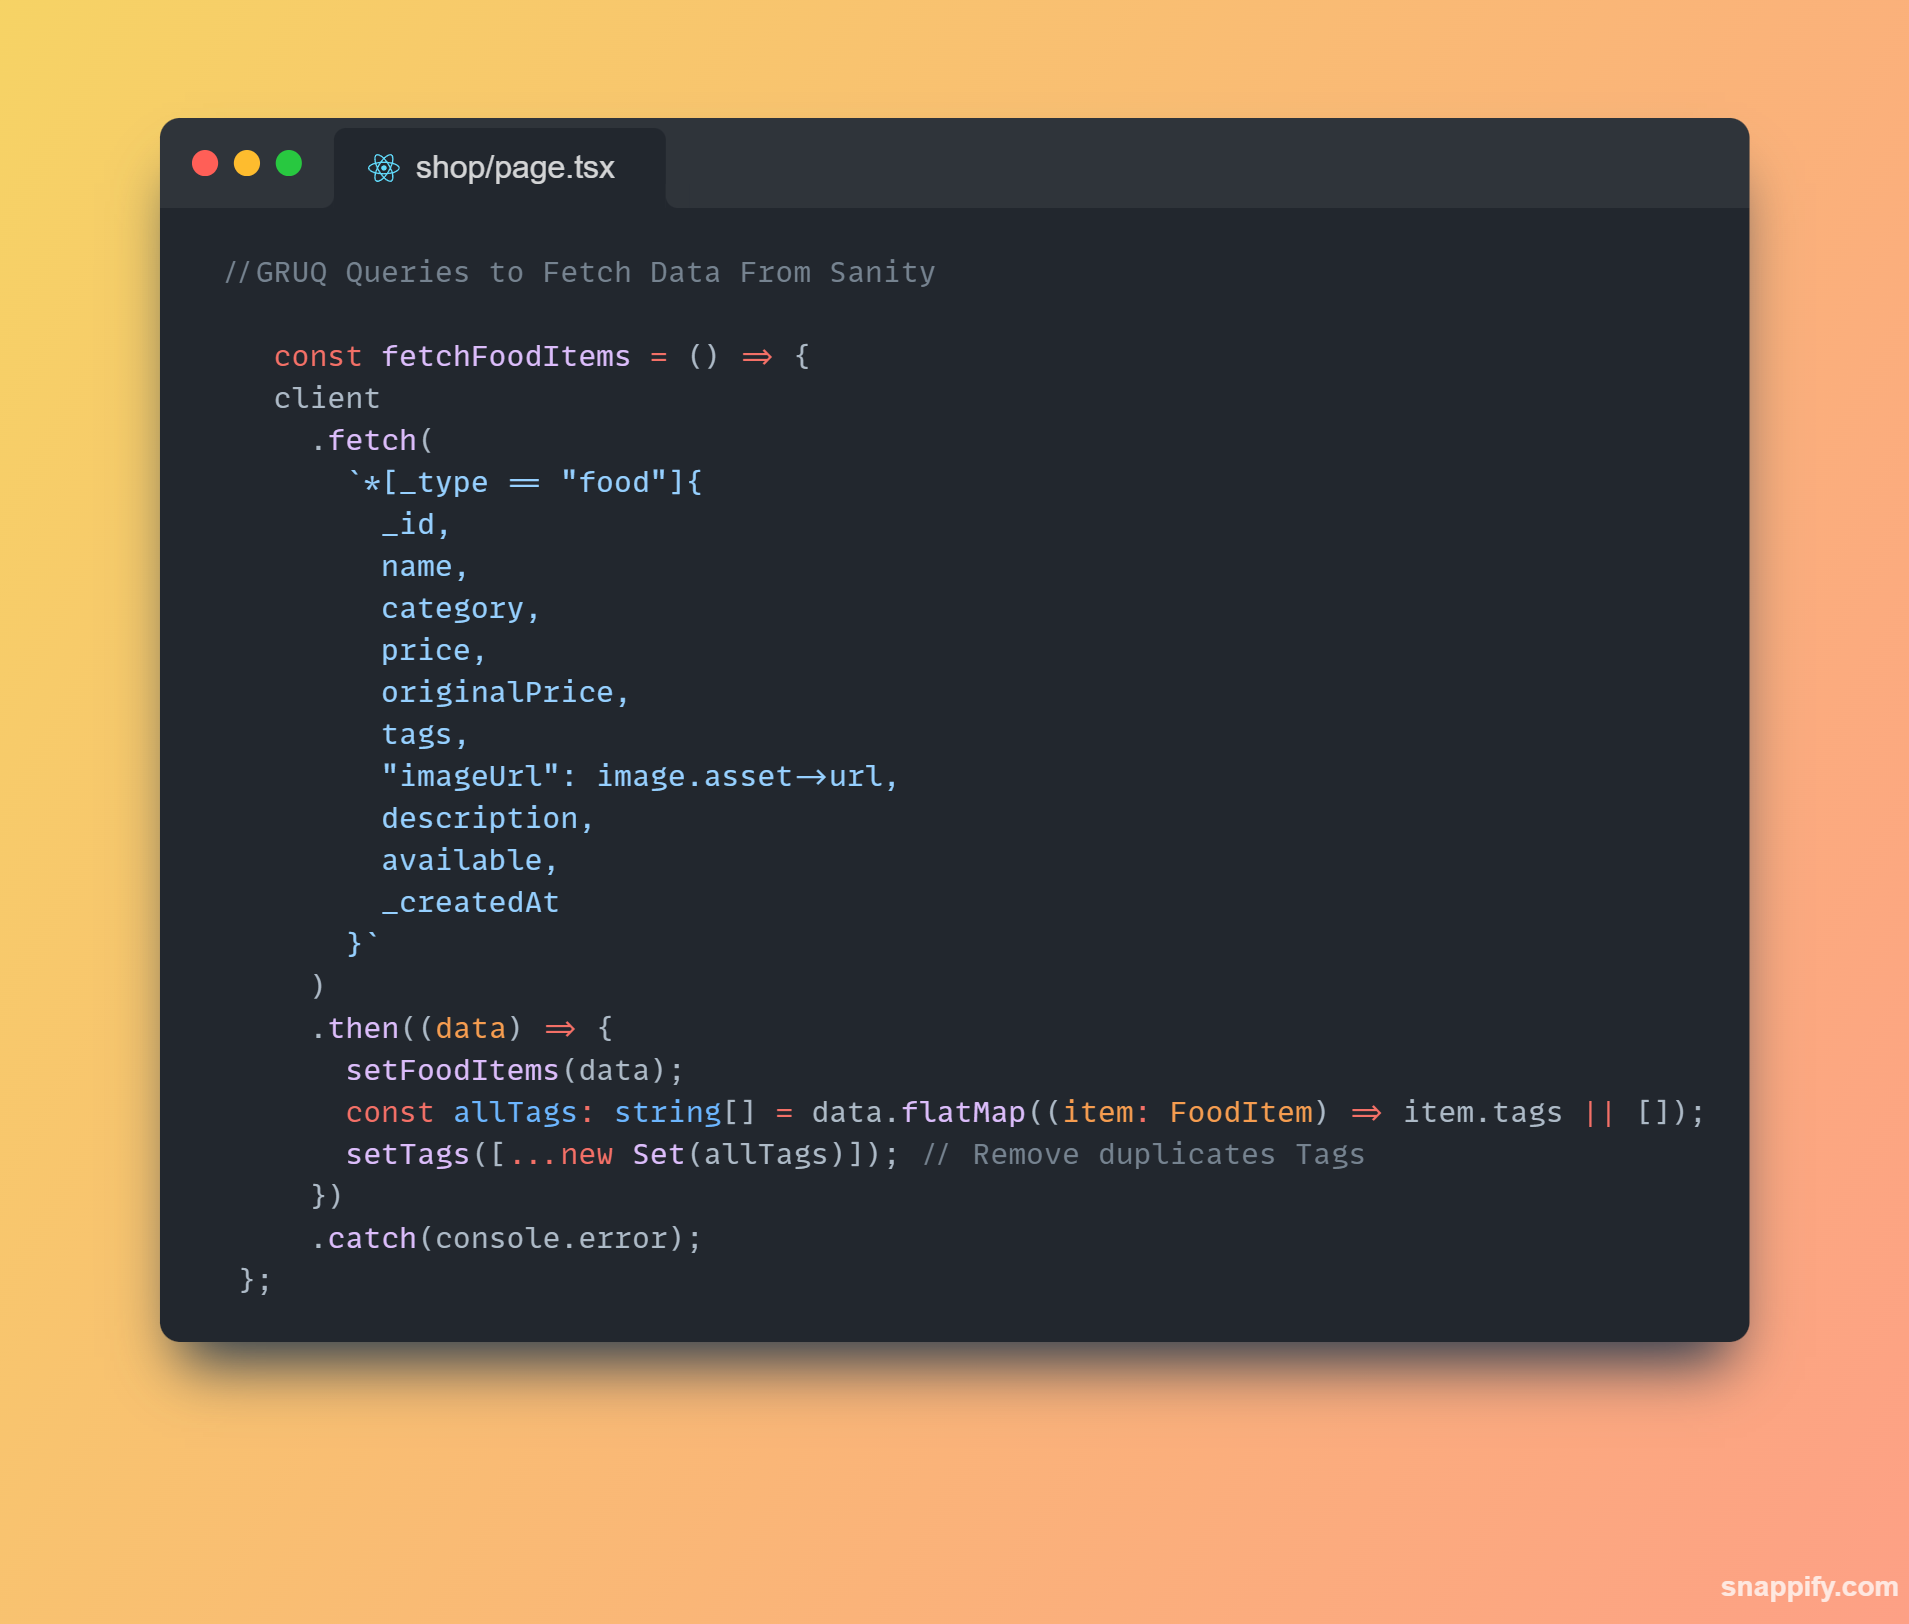 shop/page.tsx
//GRUQ Queries to Fetch Data From Sanity
const fetchFoodItems = () => {
client
.fetch(
`*[_type == "food"]{
_id,
name,
category,
price,
originalPrice,
tags,
"imageUrl": image.asset->url,
description,
available,
_createdAt
}`
)
.then((data) => {
setFoodItems(data);
const allTags: string[] = data.flatMap((item: FoodItem) => item.tags || []);
setTags([...new Set(allTags)]); // Remove duplicates Tags
})
.catch(console.error);
};
snappify.com